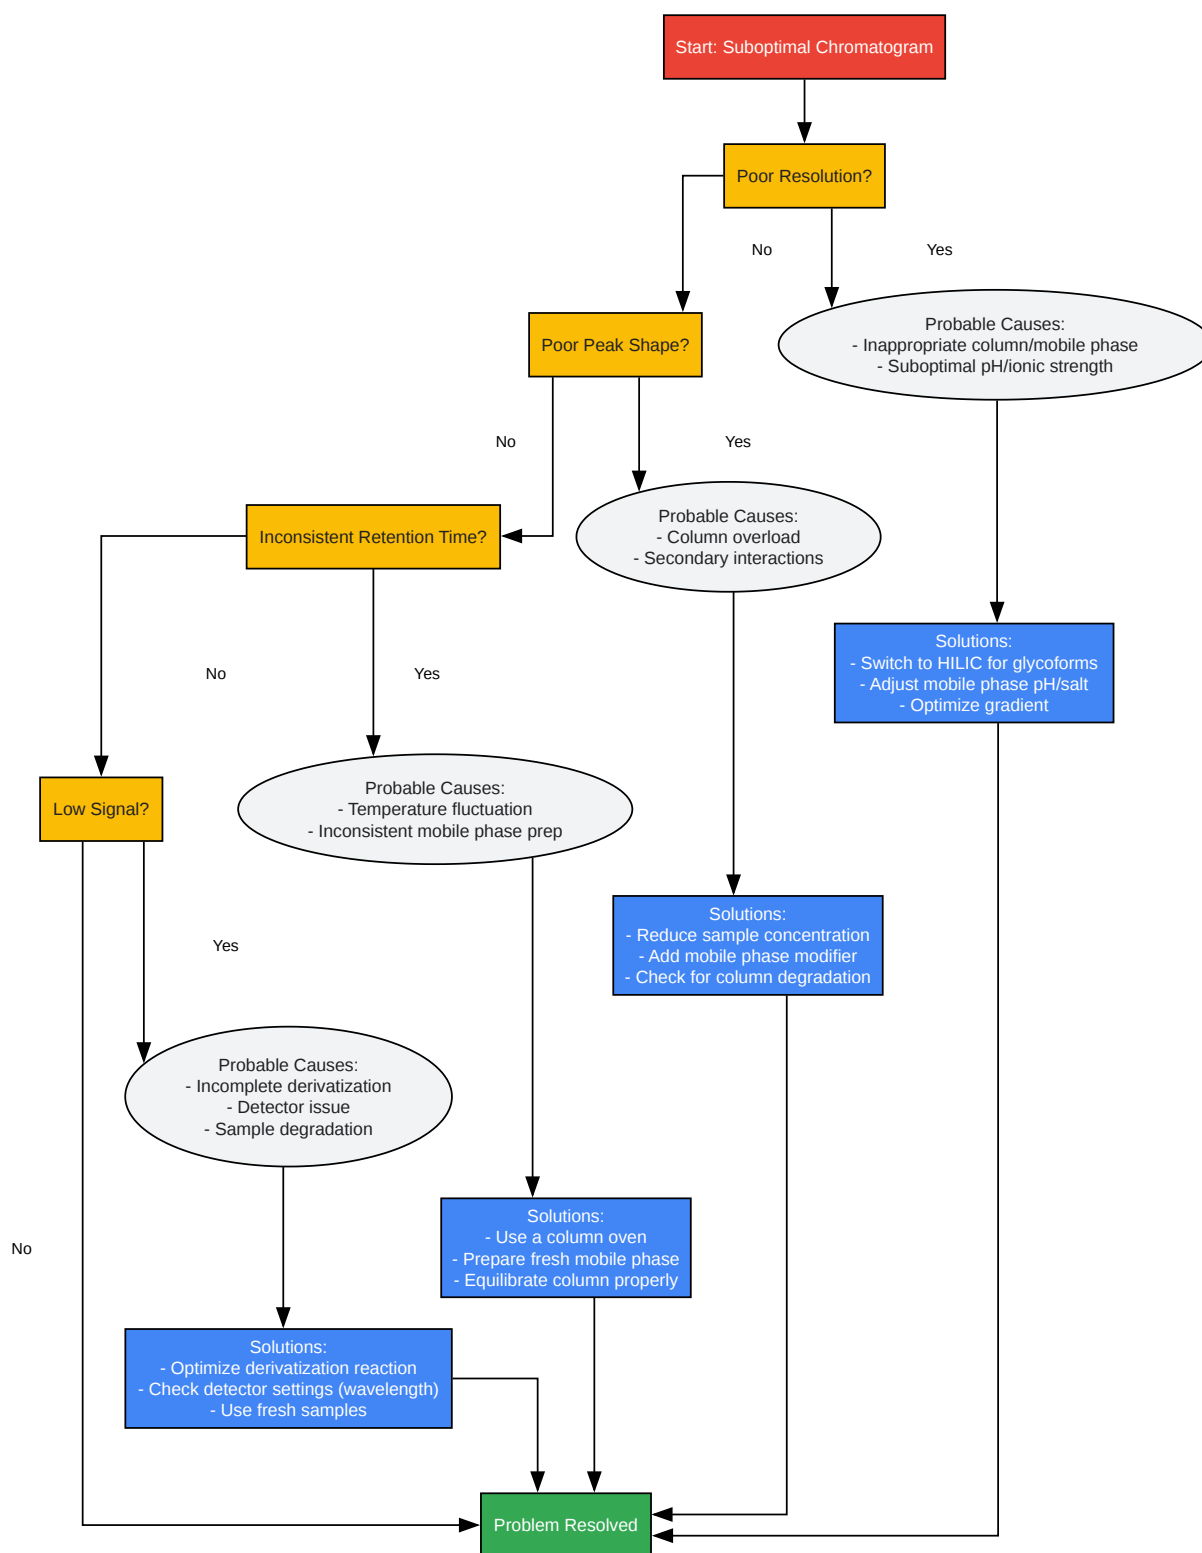 Start: Suboptimal Chromatogram
Poor Resolution?
No
Yes
Probable Causes:
- Inappropriate column/mobile phase
- Suboptimal pH/ionic strength
Poor Peak Shape?
No
Yes
Probable Causes:
- Column overload
- Secondary interactions
Inconsistent Retention Time?
Solutions:
- Switch to HILIC for glycoforms
- Adjust mobile phase pH/salt
- Optimize gradient
No
Yes
Probable Causes:
- Temperature fluctuation
- Inconsistent mobile phase prep
Low Signal?
Solutions:
- Reduce sample concentration
- Add mobile phase modifier
- Check for column degradation
Yes
Probable Causes:
- Incomplete derivatization
- Detector issue
- Sample degradation
No
Solutions:
- Use a column oven
- Prepare fresh mobile phase
- Equilibrate column properly
Solutions:
- Optimize derivatization reaction
- Check detector settings (wavelength)
- Use fresh samples
Problem Resolved